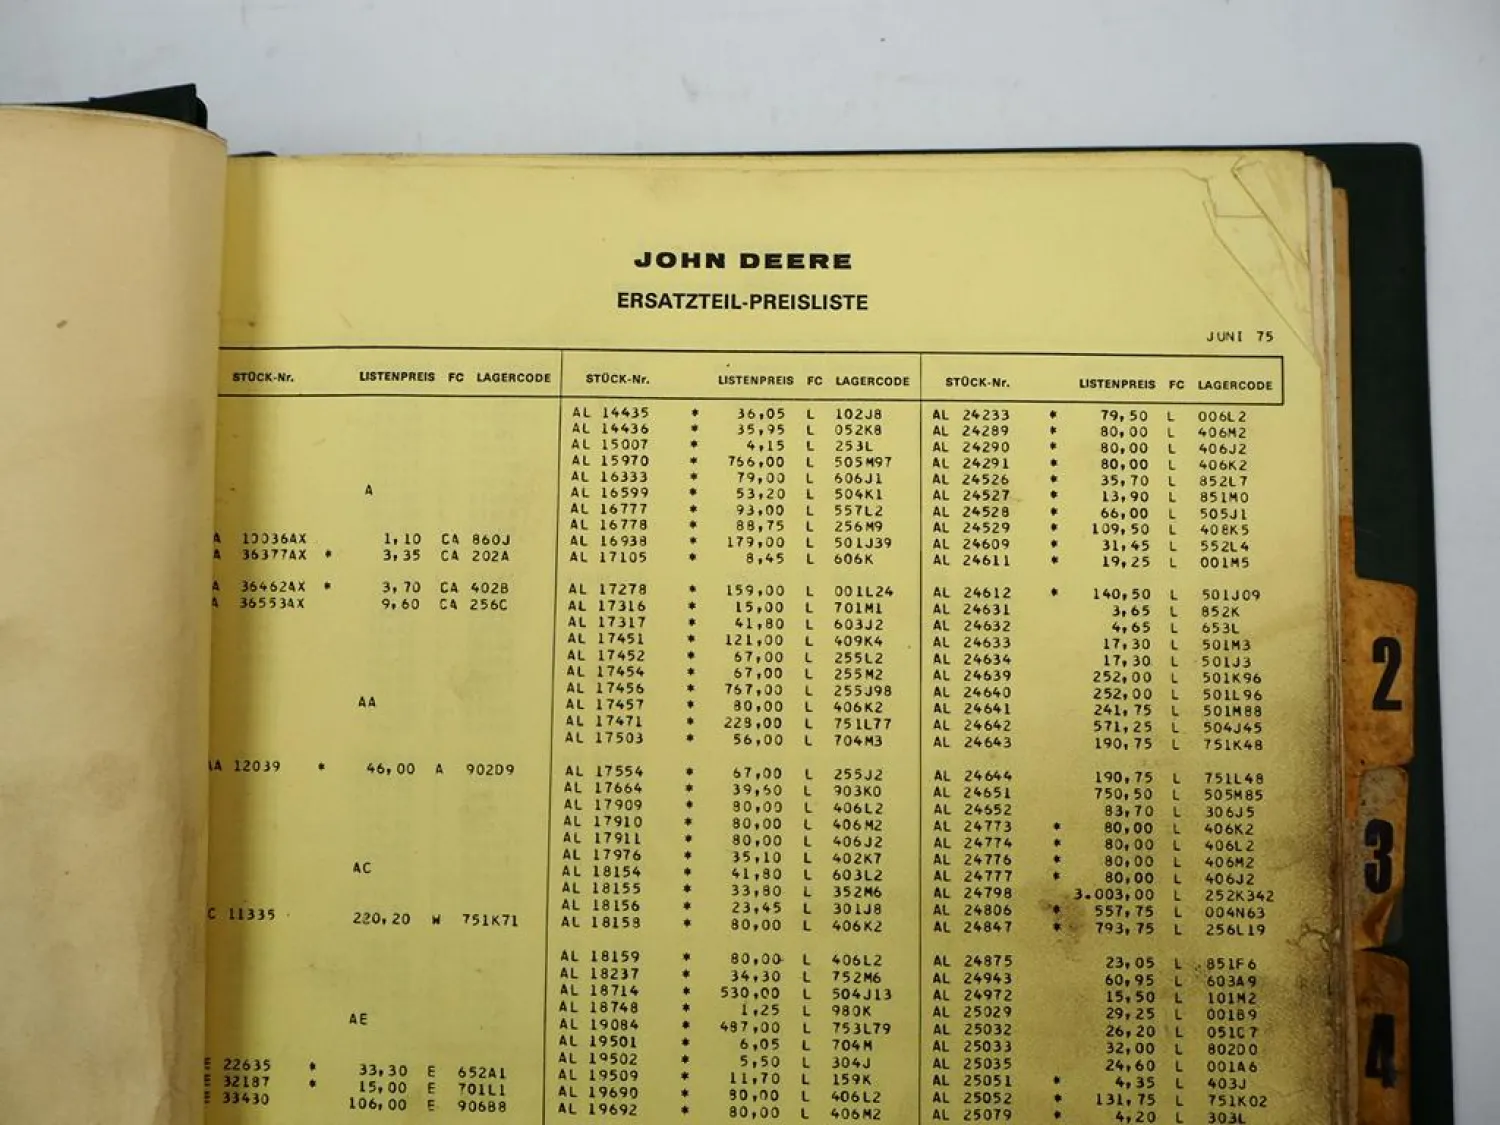 JOHN DEERE
ERSATZTEIL-PREISLISTE
JUNI 75
STÜCK-Nr. LISTENPREIS FC LAGERCODE
A
A 10036AX 1,10 CA 860J
A 36377AX * 3,35 CA 202A
A 36462AX * 3,70 CA 402B
A 36553AX 9,60 CA 256C
AA
AA 12039 * 46,00 A 902D9
AC
C 11335 220,20 W 751K71
AE
E 22635 * 33,30 E 652A1
E 32187 * 15,00 E 701L1
E 33430 106,00 E 906B8
STÜCK-Nr. LISTENPREIS FC LAGERCODE
AL 14435 * 36,05 L 102J8
AL 14436 * 35,95 L 052K8
AL 15007 * 4,15 L 253L
AL 15970 * 766,00 L 505M97
AL 16333 * 79,00 L 606J1
AL 16599 * 53,20 L 504K1
AL 16777 * 93,00 L 557L2
AL 16778 * 88,75 L 256M9
AL 16938 * 179,00 L 501J39
AL 17105 * 8,45 L 606K
AL 17278 * 159,00 L 001L24
AL 17316 * 15,00 L 701M1
AL 17317 * 41,80 L 603J2
AL 17451 * 121,00 L 409K4
AL 17452 * 67,00 L 255L2
AL 17454 * 67,00 L 255M2
AL 17456 * 767,00 L 255J98
AL 17457 * 80,00 L 406K2
AL 17471 * 228,00 L 751L77
AL 17503 * 56,00 L 704M3
AL 17554 * 67,00 L 255J2
AL 17664 * 39,60 L 903K0
AL 17909 * 80,00 L 406L2
AL 17910 * 80,00 L 406M2
AL 17911 * 80,00 L 406J2
AL 17976 * 35,10 L 402K7
AL 18154 * 41,80 L 603L2
AL 18155 * 33,80 L 352M6
AL 18156 * 23,45 L 301J8
AL 18158 * 80,00 L 406K2
AL 18159 * 80,00 L 406L2
AL 18237 * 34,30 L 752M6
AL 18714 * 530,00 L 504J13
AL 18748 * 1,25 L 980K
AL 19084 * 487,00 L 753L79
AL 19501 * 6,05 L 704M
AL 19502 * 5,50 L 304J
AL 19509 * 11,70 L 159K
AL 19690 * 80,00 L 406L2
AL 19692 * 80,00 L 406M2
STÜCK-Nr. LISTENPREIS FC LAGERCODE
AL 24233 * 79,50 L 006L2
AL 24289 * 80,00 L 406M2
AL 24290 * 80,00 L 406J2
AL 24291 * 80,00 L 406K2
AL 24526 * 35,70 L 852L7
AL 24527 * 13,90 L 851M0
AL 24528 * 66,00 L 505J1
AL 24529 * 109,50 L 408K5
AL 24609 * 31,45 L 552L4
AL 24611 * 19,25 L 001M5
AL 24612 * 140,50 L 501J09
AL 24631 3,65 L 852K
AL 24632 4,65 L 653L
AL 24633 17,30 L 501M3
AL 24634 17,30 L 501J3
AL 24639 252,00 L 501K96
AL 24640 252,00 L 501L96
AL 24641 241,75 L 501M88
AL 24642 571,25 L 504J45
AL 24643 190,75 L 751K48
AL 24644 190,75 L 751L48
AL 24651 750,50 L 505M85
AL 24652 83,70 L 306J5
AL 24773 * 80,00 L 406K2
AL 24774 * 80,00 L 406L2
AL 24776 * 80,00 L 406M2
AL 24777 * 80,00 L 406J2
AL 24798 3.003,00 L 252K342
AL 24806 * 557,75 L 004N63
AL 24847 * 793,75 L 256L19
AL 24875 23,05 L 851F6
AL 24943 60,95 L 603A9
AL 24972 15,50 L 101M2
AL 25029 29,25 L 001B9
AL 25032 26,20 L 051C7
AL 25033 32,00 L 802D0
AL 25035 24,60 L 001A6
AL 25051 * 4,35 L 403J
AL 25052 * 131,75 L 751K02
AL 25079 * 4,20 L 303L
2
3
4